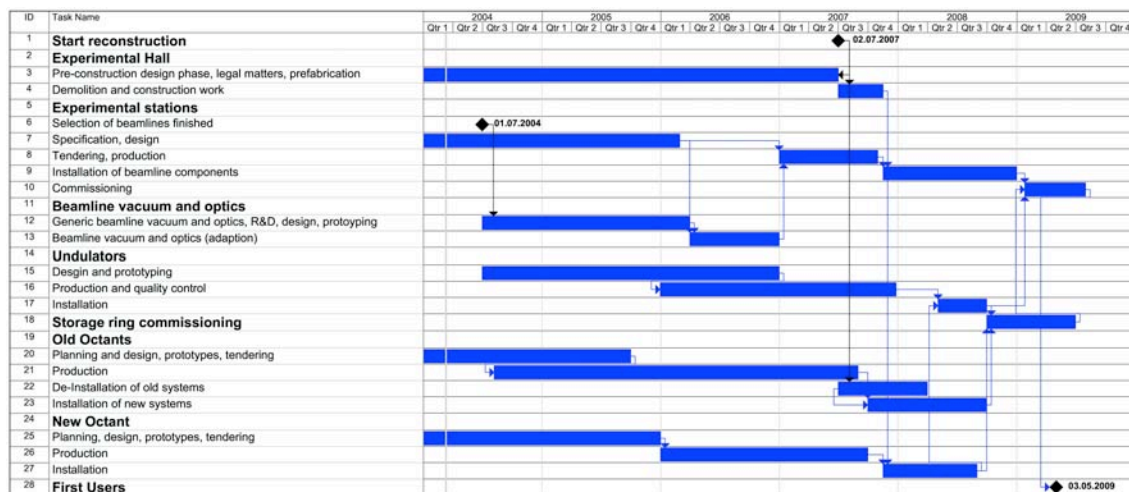 ID Task Name 2004 2005 2006 2007 2008 2009
Qtr 1 Qtr 2 Qtr 3 Qtr 4 Qtr 1 Qtr 2 Qtr 3 Qtr 4 Qtr 1 Qtr 2 Qtr 3 Qtr 4 Qtr 1 Qtr 2 Qtr 3 Qtr 4 Qtr 1 Qtr 2 Qtr 3 Qtr 4 Qtr 1 Qtr 2 Qtr 3 Qtr 4
1 Start reconstruction 02.07.2007
2 Experimental Hall
3 Pre-construction design phase, legal matters, prefabrication
4 Demolition and construction work
5 Experimental stations
6 Selection of beamlines finished 01.07.2004
7 Specification, design
8 Tendering, production
9 Installation of beamline components
10 Commissioning
11 Beamline vacuum and optics
12 Generic beamline vacuum and optics, R&D, design, protoyping
13 Beamline vacuum and optics (adaption)
14 Undulators
15 Desgin and prototyping
16 Production and quality control
17 Installation
18 Storage ring commissioning
19 Old Octants
20 Planning and design, prototypes, tendering
21 Production
22 De-Installation of old systems
23 Installation of new systems
24 New Octant
25 Planning, design, prototypes, tendering
26 Production
27 Installation
28 First Users 03.05.2009